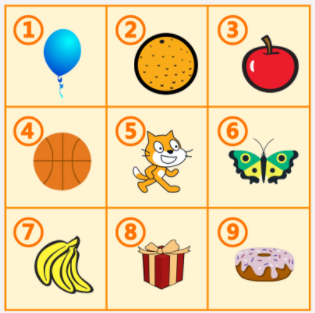 ① ② ③
④ ⑤ ⑥
⑦ ⑧ ⑨